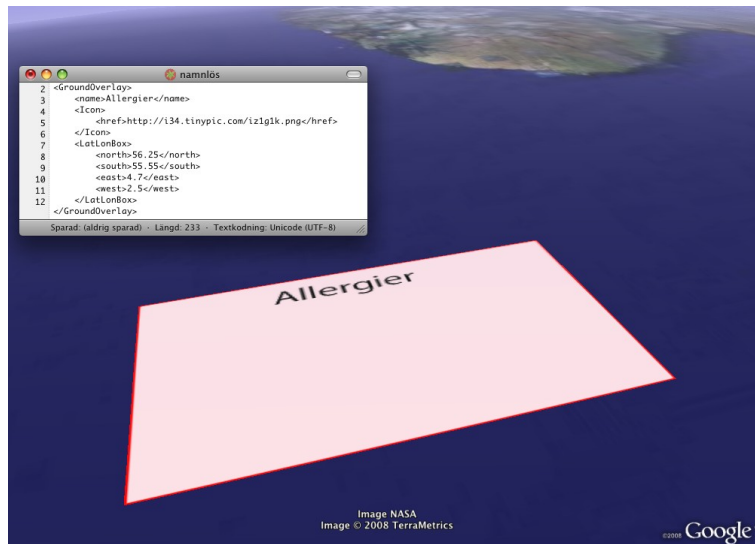 namnlös
2 <GroundOverlay>
3 <name>Allergier</name>
4 <Icon>
5 <href>http://i34.tinypic.com/iz1g1k.png</href>
6 </Icon>
7 <LatLonBox>
8 <north>56.25</north>
9 <south>55.55</south>
10 <east>4.7</east>
11 <west>2.5</west>
12 </LatLonBox>
</GroundOverlay>
Sparad: (aldrig sparad) · Längd: 233 · Textkodning: Unicode (UTF-8)
Allergier
Image NASA
Image © 2008 TerraMetrics
©2008 Google